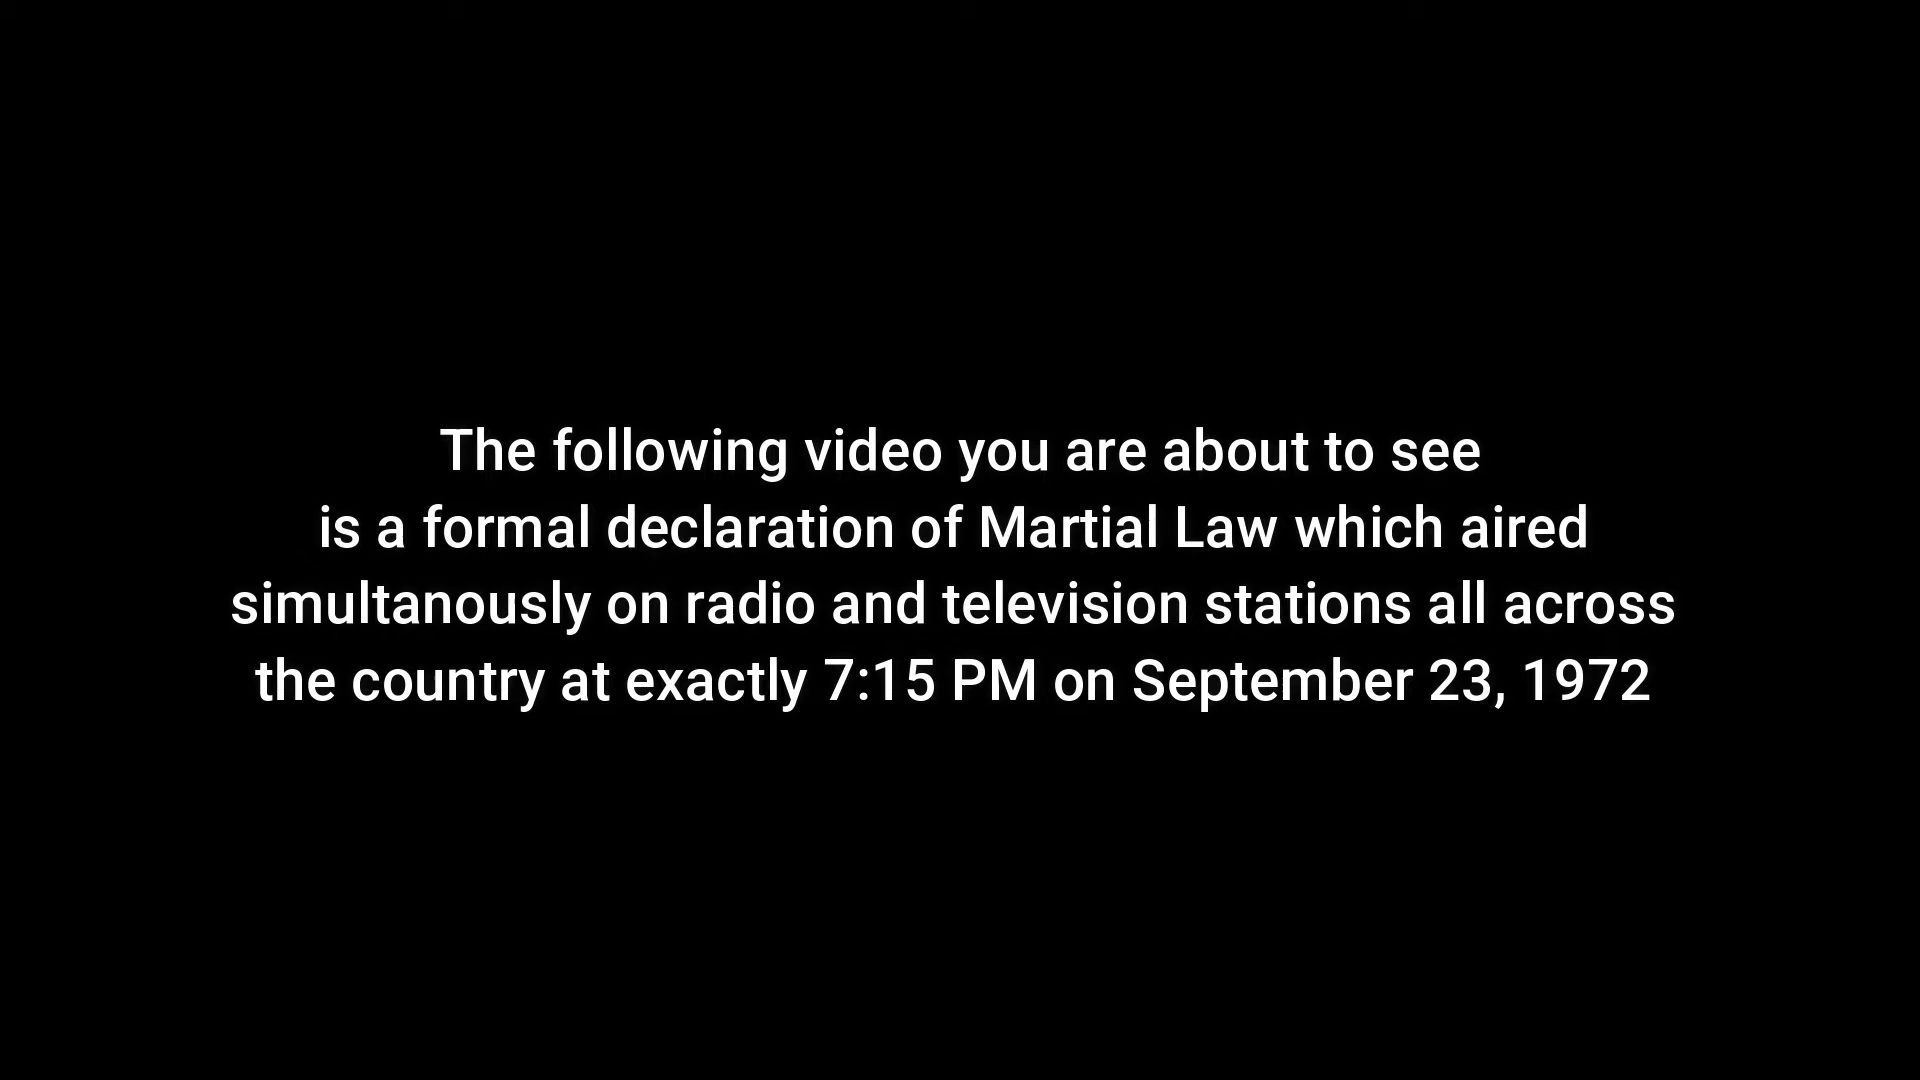 The following video you are about to see
is a formal declaration of Martial Law which aired
simultanously on radio and television stations all across
the country at exactly 7:15 PM on September 23, 1972